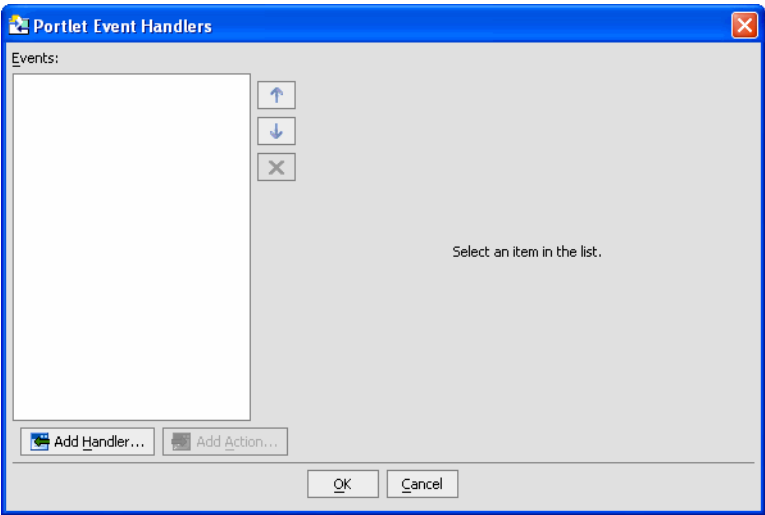 Portlet Event Handlers
Events:
Select an item in the list.
Add Handler... Add Action...
OK Cancel